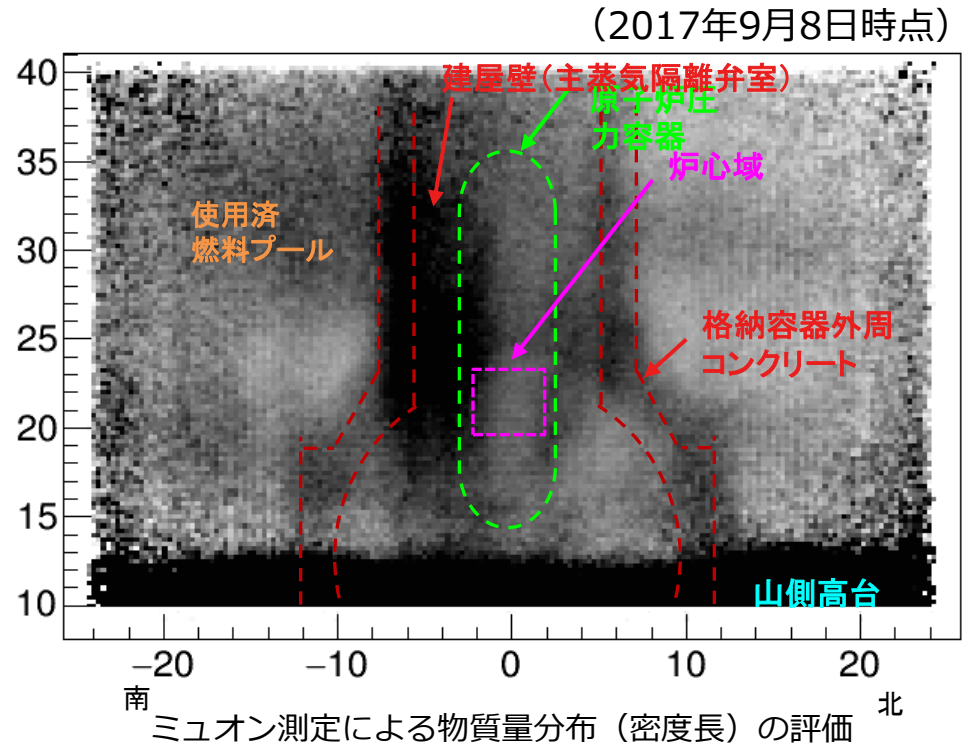 （2017年9月8日時点）
40
建屋壁（主蒸気隔離弁室）
原子炉圧
力容器
35
炉心域
使用済
燃料プール
30
格納容器外周
コンクリート
25
20
15
山側高台
10
−20
−10
0
10
20
南
北
ミュオン測定による物質量分布（密度長）の評価